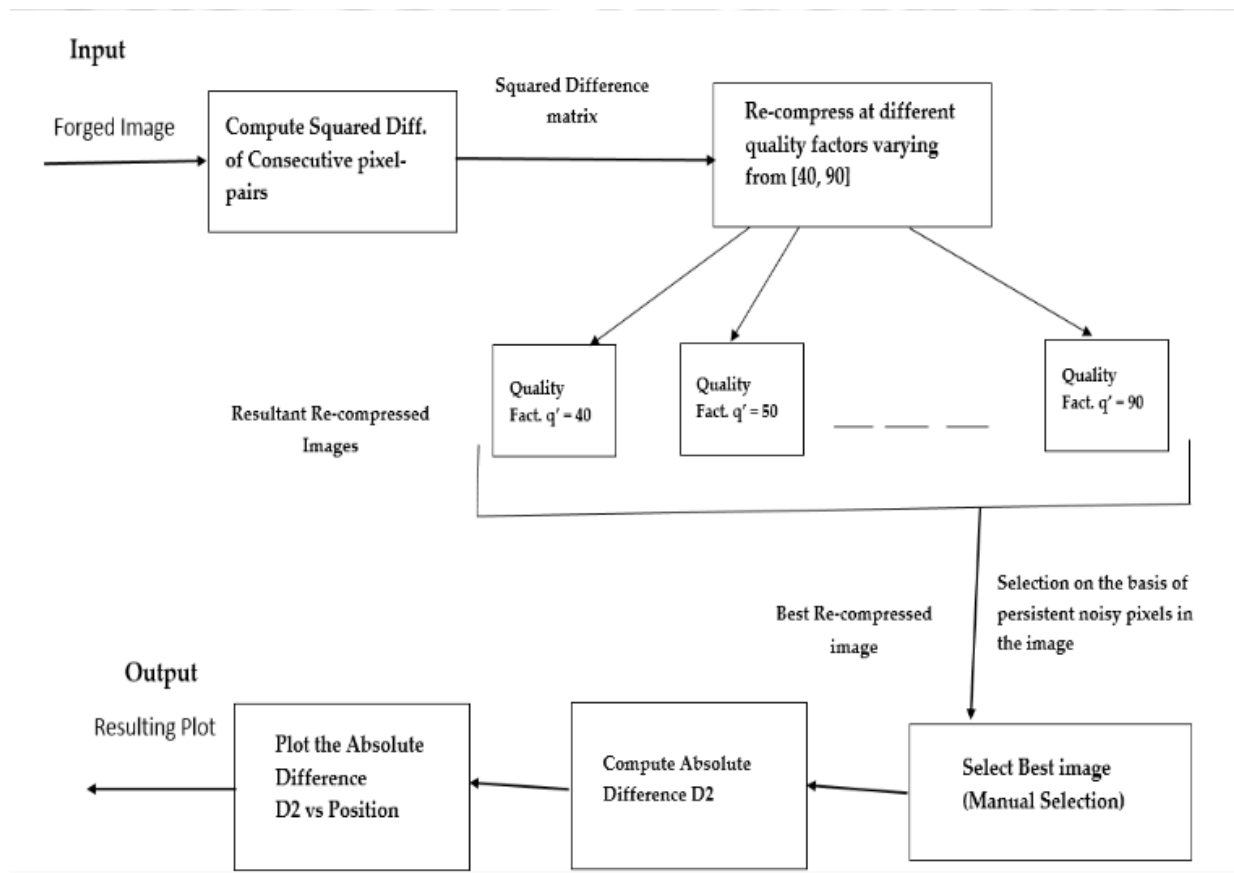 Input
Forged Image
Compute Squared Diff.
of Consecutive pixel-
pairs
Squared Difference
matrix
Re-compress at different
quality factors varying
from [40, 90]
Resultant Re-compressed
Images
Quality
Fact. q′ = 40
Quality
Fact. q′ = 50
Quality
Fact. q′ = 90
Selection on the basis of
persistent noisy pixels in
the image
Best Re-compressed
image
Select Best image
(Manual Selection)
Compute Absolute
Difference D2
Plot the Absolute
Difference
D2 vs Position
Output
Resulting Plot